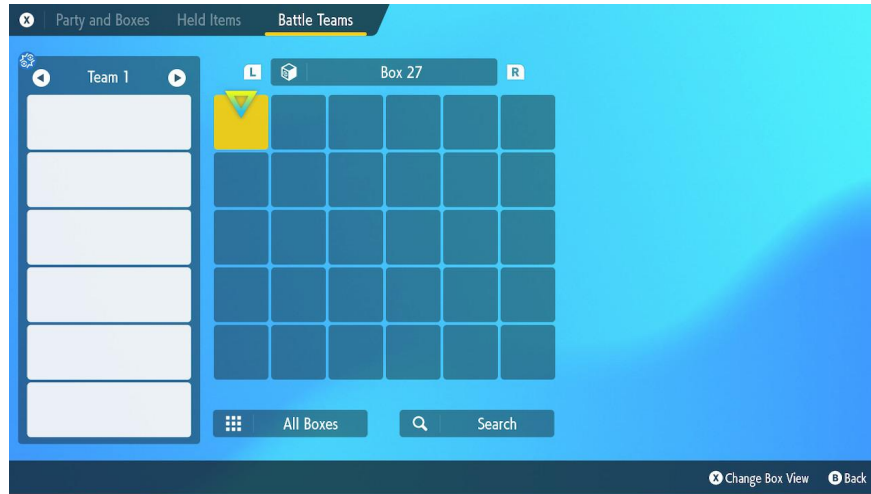 X Party and Boxes Held Items Battle Teams
Team 1
L Box 27 R
All Boxes Search
X Change Box View B Back